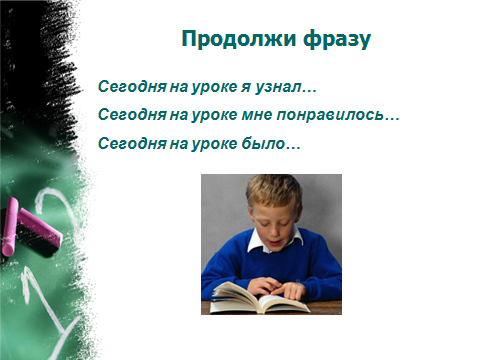 Продолжи фразу
Сегодня на уроке я узнал…
Сегодня на уроке мне понравилось…
Сегодня на уроке было…